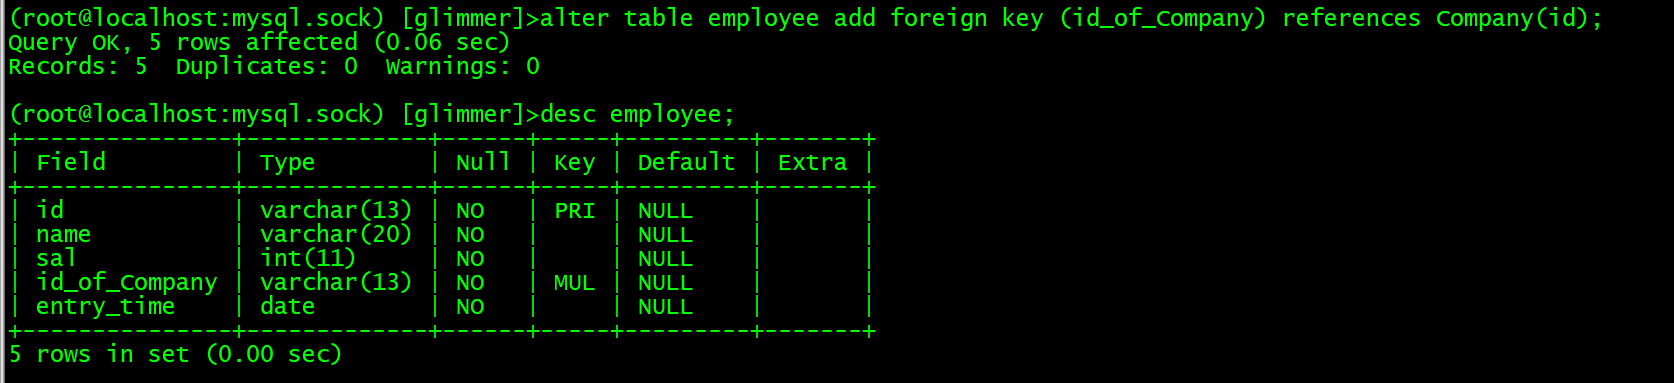 (root@localhost:mysql.sock) [glimmer]>alter table employee add foreign key (id_of_Company) references Company(id);
Query OK, 5 rows affected (0.06 sec)
Records: 5  Duplicates: 0  Warnings: 0

(root@localhost:mysql.sock) [glimmer]>desc employee;
+---------------+-------------+------+-----+---------+-------+
| Field         | Type        | Null | Key | Default | Extra |
+---------------+-------------+------+-----+---------+-------+
| id            | varchar(13) | NO   | PRI | NULL    |       |
| name          | varchar(20) | NO   |     | NULL    |       |
| sal           | int(11)     | NO   |     | NULL    |       |
| id_of_Company | varchar(13) | NO   | MUL | NULL    |       |
| entry_time    | date        | NO   |     | NULL    |       |
+---------------+-------------+------+-----+---------+-------+
5 rows in set (0.00 sec)